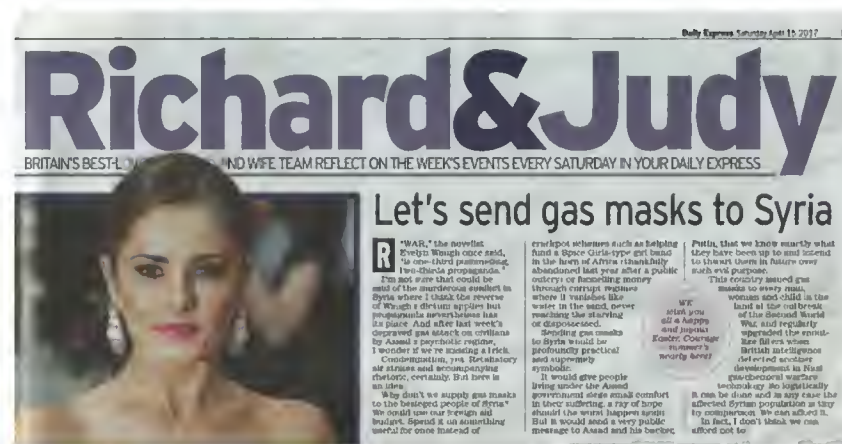 Daily Express Saturday April 15 2017
Richard&Judy
BRITAIN'S BEST-L ND WIFE TEAM REFLECT ON THE WEEK'S EVENTS EVERY SATURDAY IN YOUR DAILY EXPRESS
Let's send gas masks to Syria
R
"WAR," the novelist
Evelyn Waugh once said,
"is one-third pummelling,
two-thirds propaganda."
I'm not sure that could be
said of the murderous conflict in
Syria where I think the reverse
of Waugh's dictum applies but
propaganda nevertheless has
its place. And after last week's
depraved gas attack on civilians
by Assad's psychotic regime,
I wonder if we're missing a trick.
Condemnation, yes. Retaliatory
air strikes and accompanying
rhetoric, certainly. But here is
an idea.
Why don't we supply gas masks
to the besieged people of Syria?
We could use our foreign aid
budget. Spend it on something
useful for once instead of
crackpot schemes such as helping
fund a Spice Girls-type girl band
in the horn of Africa (thankfully
abandoned last year after a public
outcry) or funnelling money
through corrupt regimes
where it vanishes like
water in the sand, never
reaching the starving
or dispossessed.
Sending gas masks
to Syria would be
profoundly practical
and supremely
symbolic.
It would give people
living under the Assad
government some small comfort
in their suffering, a ray of hope
should the worst happen again.
But it would send a very public
message to Assad and his backer,
Putin, that we know exactly what
they have been up to and intend
to thwart them in future over
such evil purpose.
This country issued gas
masks to every man,
woman and child in the
land at the outbreak
of the Second World
War, and regularly
upgraded the
filters when
British intelligence
detected another
development in Nazi
gas/chemical warfare
technology. So logistically
it can be done and in any case the
affected Syrian population is tiny
by comparison. We can afford it.
In fact, I don't think we can
afford not to
WE
wish you
all a happy
and joyous
Easter. Courage
summer's
nearly here!